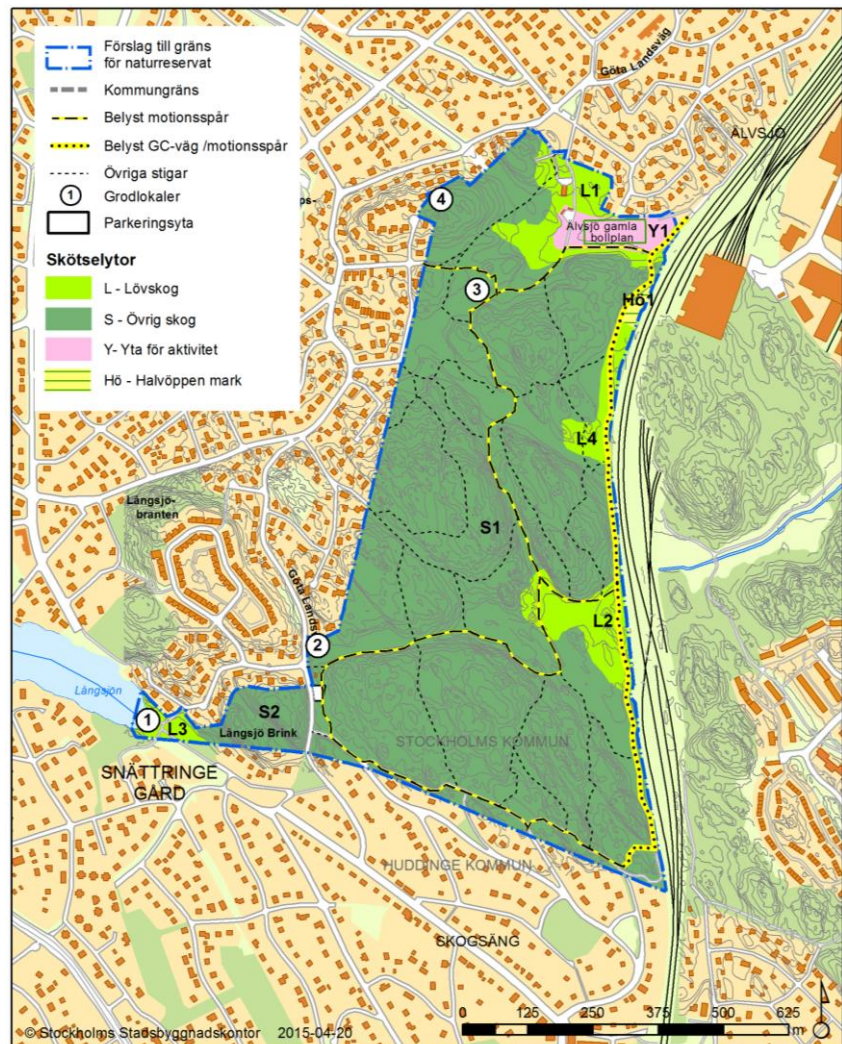 Förslag till gräns
för naturreservat
Kommungräns
Belyst motionsspår
Belyst GC-väg /motionsspår
Övriga stigar
1
Grodlokaler
Parkeringsyta
Skötselytor
L - Lövskog
S - Övrig skog
Y- Yta för aktivitet
Hö - Halvöppen mark
Göta Landsväg
ÄLVSJÖ
ps-
L1
4
Älvsjö gamla
bollplan
Y1
3
Hö1
L4
Långsjö-
branten
S1
Göta Lands
L2
2
Långsjön
1
L3
S2
Långsjö Brink
STOCKHOLMS KOMMUN
SNÄTTRINGE
GÅRD
HUDDINGE KOMMUN
SKOGSÄNG
0 125 250 375 500 625
m
© Stockholms Stadsbyggnadskontor 2015-04-20